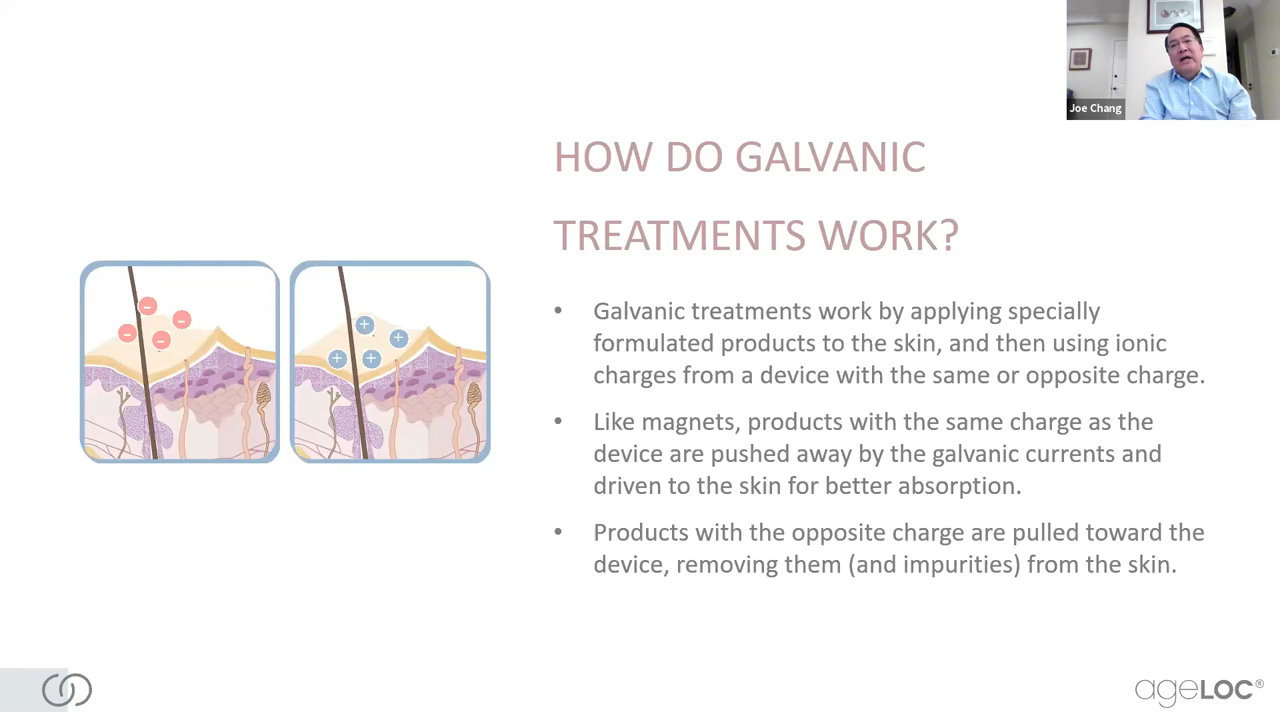 Joe Chang
HOW DO GALVANIC
TREATMENTS WORK?
• Galvanic treatments work by applying specially
formulated products to the skin, and then using ionic
charges from a device with the same or opposite charge.
• Like magnets, products with the same charge as the
device are pushed away by the galvanic currents and
driven to the skin for better absorption.
• Products with the opposite charge are pulled toward the
device, removing them (and impurities) from the skin.
ageLOC®